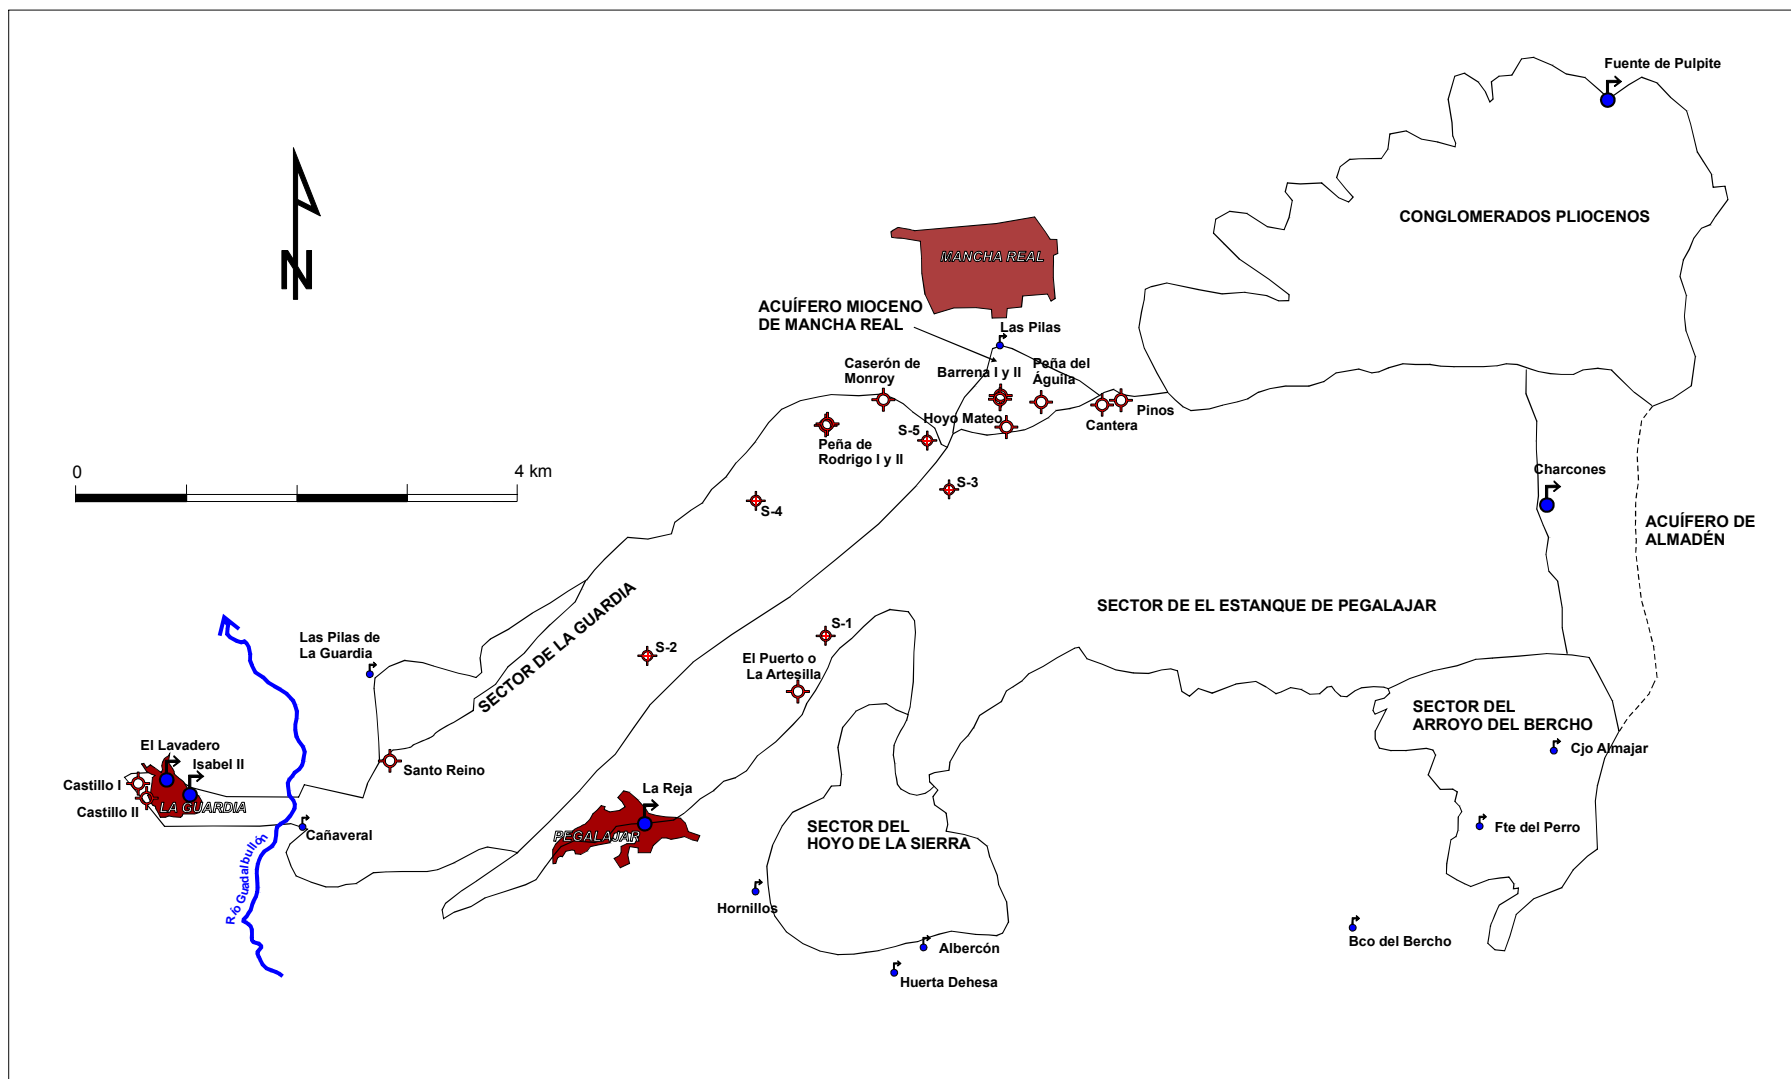 Fuente de Pulpite
CONGLOMERADOS PLIOCENOS
MANCHA REAL
N
ACUÍFERO MIOCENO
DE MANCHA REAL
Las Pilas
Caserón de
Monroy
Barrena I y II
Peña del
Águila
Pinos
Hoyo Mateo
Cantera
S-5
Peña de
Rodrigo I y II
0
4 km
Charcones
S-3
S-4
ACUÍFERO DE
ALMADÉN
SECTOR DE EL ESTANQUE DE PEGALAJAR
SECTOR DE LA GUARDIA
S-1
Las Pilas de
La Guardia
S-2
El Puerto o
La Artesilla
SECTOR DEL
ARROYO DEL BERCHO
Cjo Almajar
El Lavadero
Isabel II
Santo Reino
Castillo I
Castillo II
LA GUARDIA
La Reja
PEGALAJAR
Cañaveral
SECTOR DEL
HOYO DE LA SIERRA
Fte del Perro
Río Guadalbullón
Hornillos
Albercón
Bco del Bercho
Huerta Dehesa